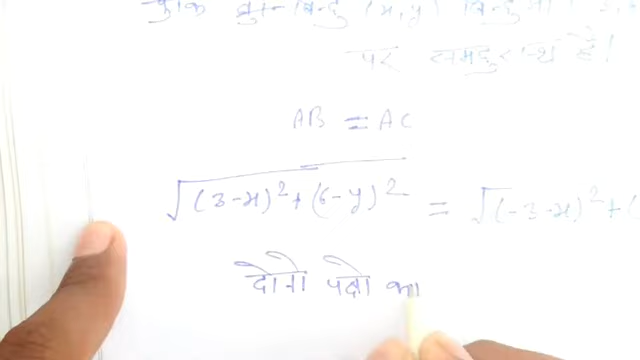 चूंकि बिन्दु (x, y) बिन्दुओं
पर समदूरस्थ है।
AB = AC
√(3-x)²+(6-y)² = √(-3-x)²+(
दोनो पक्षो का